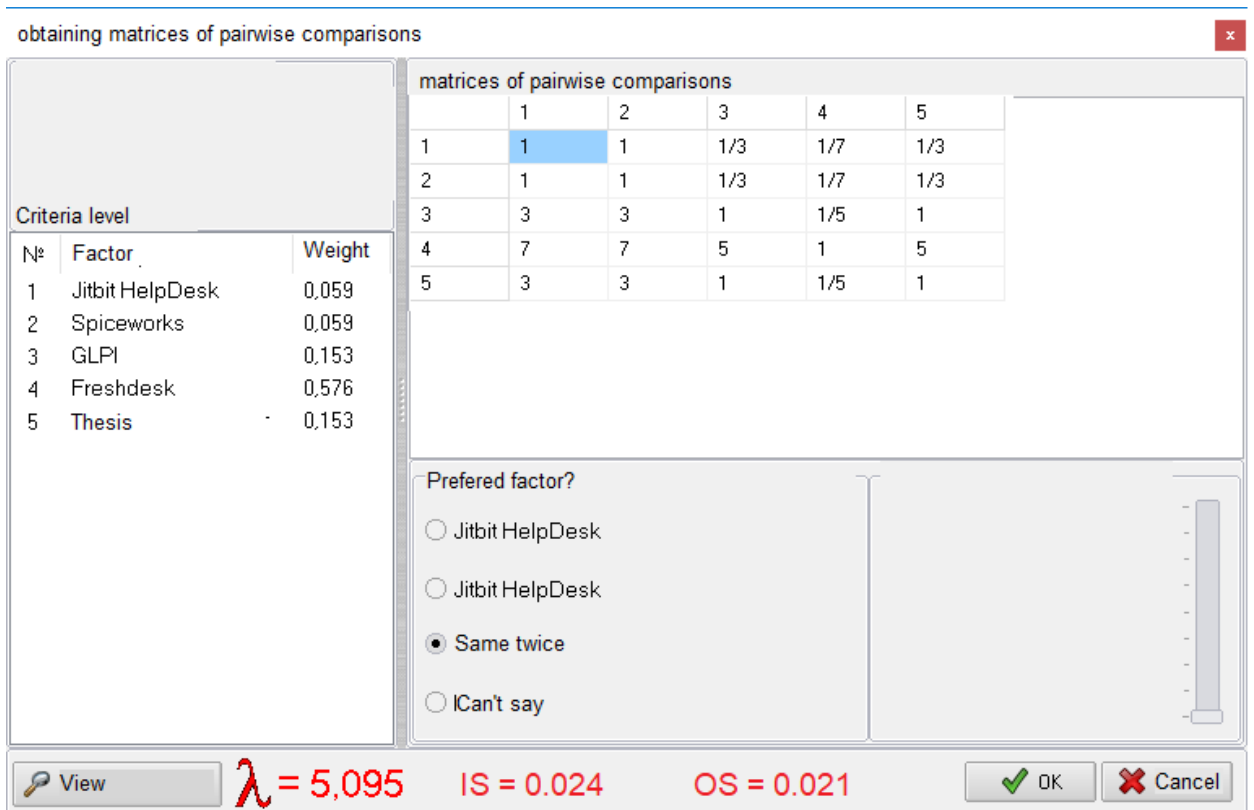 obtaining matrices of pairwise comparisons
x
matrices of pairwise comparisons
1 2 3 4 5
1 1 1 1/3 1/7 1/3
2 1 1 1/3 1/7 1/3
3 3 3 1 1/5 1
4 7 7 5 1 5
5 3 3 1 1/5 1
Criteria level
№ Factor Weight
1 Jitbit HelpDesk 0,059
2 Spiceworks 0,059
3 GLPI 0,153
4 Freshdesk 0,576
5 Thesis 0,153
Prefered factor?
Jitbit HelpDesk
Jitbit HelpDesk
Same twice
ICan't say
View
λ = 5,095
IS = 0.024
OS = 0.021
OK
Cancel